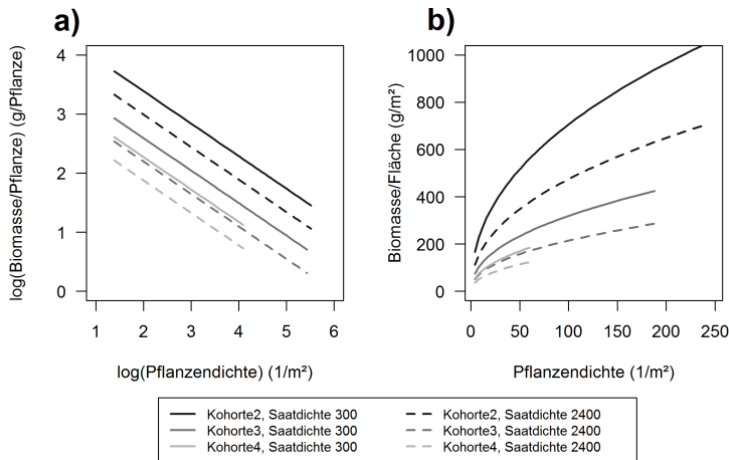 a)
log(Biomasse/Pflanze) (g/Pflanze)
4
3
2
1
0
1 2 3 4 5 6
log(Pflanzendichte) (1/m²)
b)
Biomasse/Fläche (g/m²)
1000
800
600
400
200
0
0 50 100 150 200 250
Pflanzendichte (1/m²)
Kohorte2, Saatdichte 300 Kohorte2, Saatdichte 2400
Kohorte3, Saatdichte 300 Kohorte3, Saatdichte 2400
Kohorte4, Saatdichte 300 Kohorte4, Saatdichte 2400